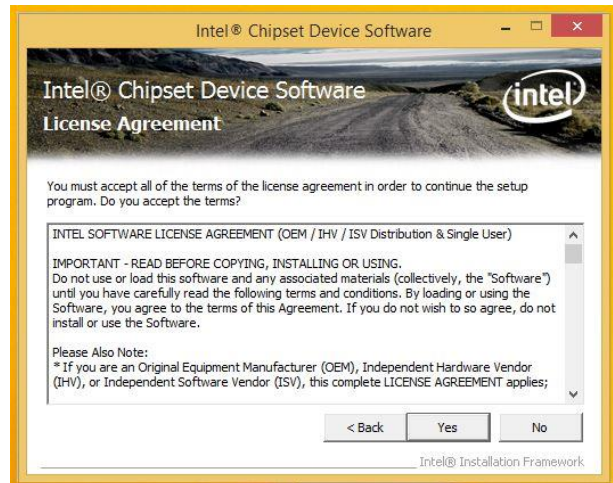 Intel® Chipset Device Software
Intel® Chipset Device Software
License Agreement
intel
You must accept all of the terms of the license agreement in order to continue the setup
program. Do you accept the terms?
INTEL SOFTWARE LICENSE AGREEMENT (OEM / IHV / ISV Distribution & Single User)
IMPORTANT - READ BEFORE COPYING, INSTALLING OR USING.
Do not use or load this software and any associated materials (collectively, the "Software")
until you have carefully read the following terms and conditions. By loading or using the
Software, you agree to the terms of this Agreement. If you do not wish to so agree, do not
install or use the Software.
Please Also Note:
* If you are an Original Equipment Manufacturer (OEM), Independent Hardware Vendor
(IHV), or Independent Software Vendor (ISV), this complete LICENSE AGREEMENT applies;
< Back Yes No
Intel® Installation Framework